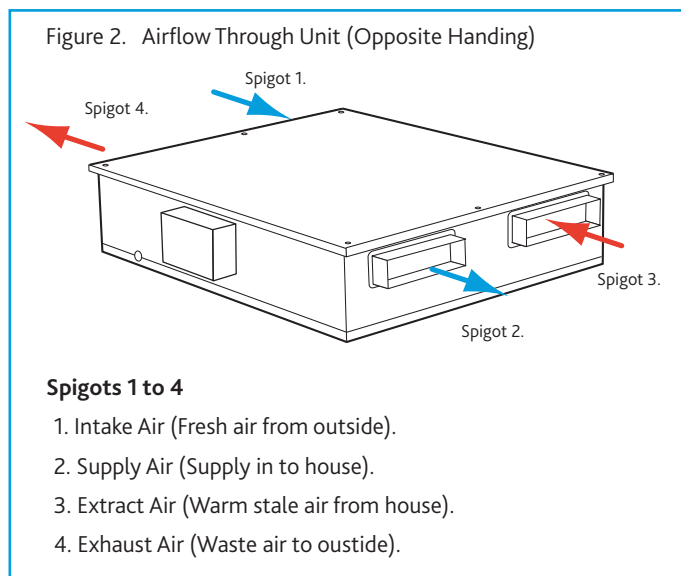 Figure 2. Airflow Through Unit (Opposite Handing)
Spigot 1.
Spigot 4.
Spigot 3.
Spigot 2.
Spigots 1 to 4
1. Intake Air (Fresh air from outside).
2. Supply Air (Supply in to house).
3. Extract Air (Warm stale air from house).
4. Exhaust Air (Waste air to oustide).